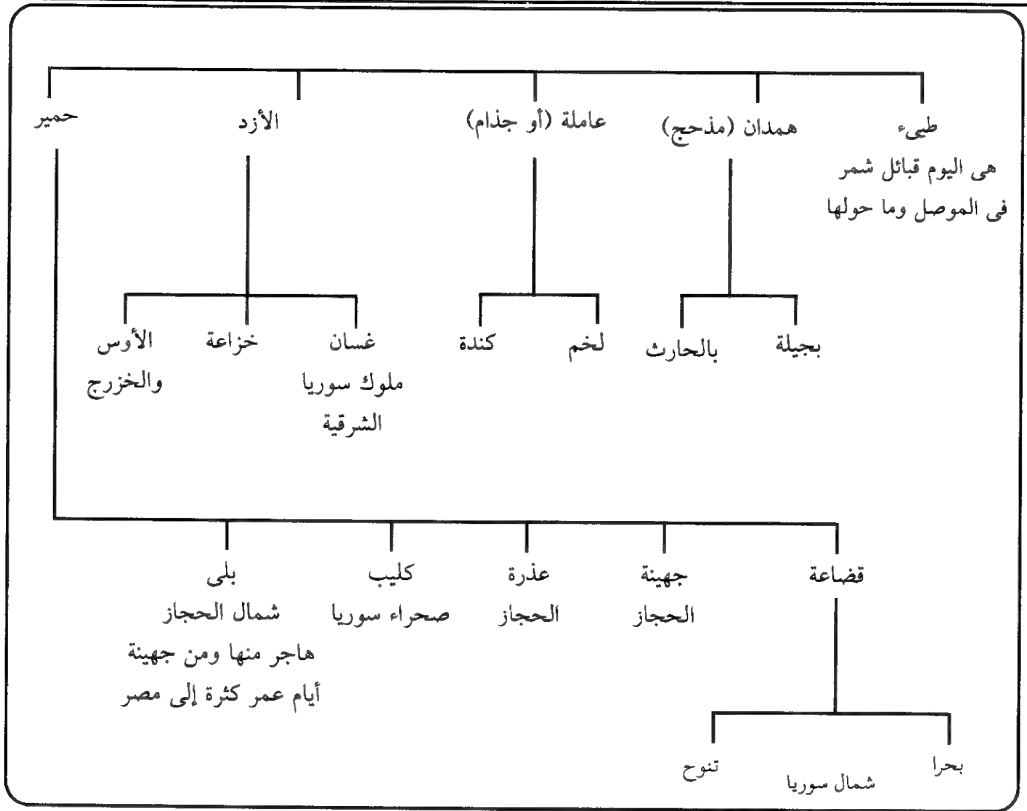 طيىء
هى اليوم قبائل شمر
فى الموصل وما حولها
همدان (مذحج)
عاملة (أو جذام)
الأزد
حمير
بجيلة
بالحارث
لخم
كندة
غسان
ملوك سوريا
الشرقية
خزاعة
الأوس
والخزرج
قضاعة
جهينة
الحجاز
عذرة
الحجاز
كليب
صحراء سوريا
بلى
شمال الحجاز
هاجر منها ومن جهينة
أيام عمر كثرة إلى مصر
بحرا
شمال سوريا
تنوح